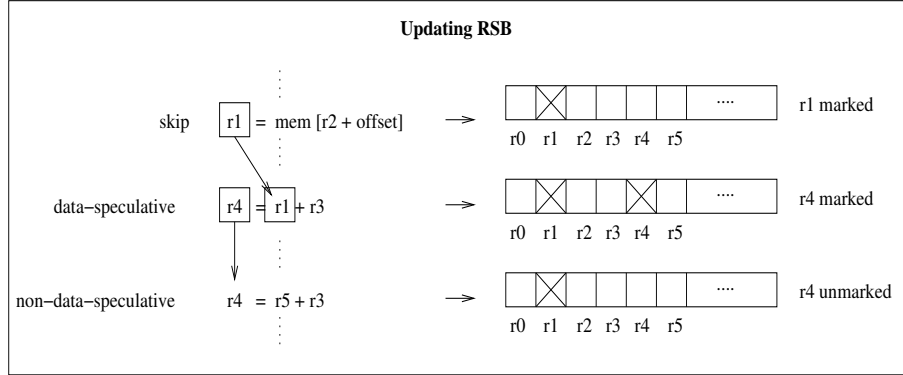 Updating RSB
skip r1 = mem [r2 + offset] .... r1 marked
r0 r1 r2 r3 r4 r5
data-speculative r4 = r1 + r3 .... r4 marked
r0 r1 r2 r3 r4 r5
non-data-speculative r4 = r5 + r3 .... r4 unmarked
r0 r1 r2 r3 r4 r5